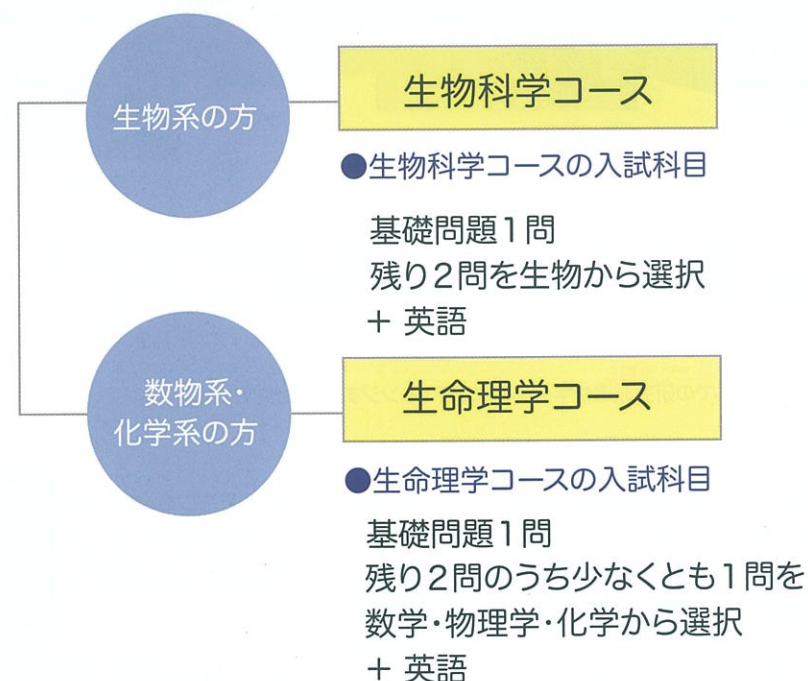 生物系の方
生物科学コース
●生物科学コースの入試科目
基礎問題1問
残り2問を生物から選択
+ 英語
数物系・
化学系の方
生命理学コース
●生命理学コースの入試科目
基礎問題1問
残り2問のうち少なくとも1問を
数学・物理学・化学から選択
+ 英語